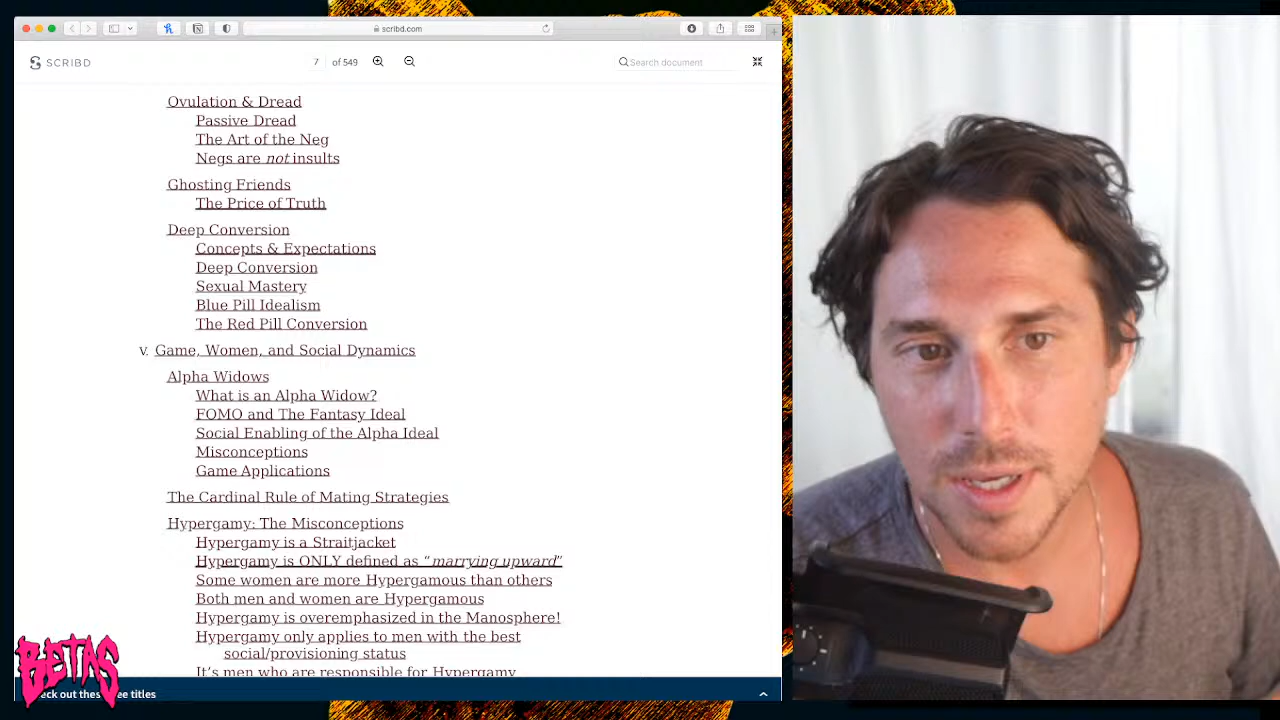 scribd.com
SCRIBD
7 of 549
Search document
Ovulation & Dread
Passive Dread
The Art of the Neg
Negs are not insults
Ghosting Friends
The Price of Truth
Deep Conversion
Concepts & Expectations
Deep Conversion
Sexual Mastery
Blue Pill Idealism
The Red Pill Conversion
V. Game, Women, and Social Dynamics
Alpha Widows
What is an Alpha Widow?
FOMO and The Fantasy Ideal
Social Enabling of the Alpha Ideal
Misconceptions
Game Applications
The Cardinal Rule of Mating Strategies
Hypergamy: The Misconceptions
Hypergamy is a Straitjacket
Hypergamy is ONLY defined as “marrying upward”
Some women are more Hypergamous than others
Both men and women are Hypergamous
Hypergamy is overemphasized in the Manosphere!
Hypergamy only applies to men with the best
social/provisioning status
It’s men who are responsible for Hypergamy
BETAS
eck out thes ee titles